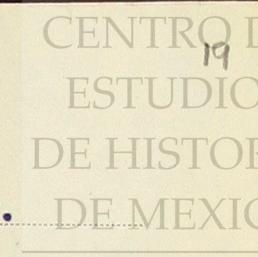 CENTRO D
19
ESTUDIO
DE HISTOR
DE MEXIC